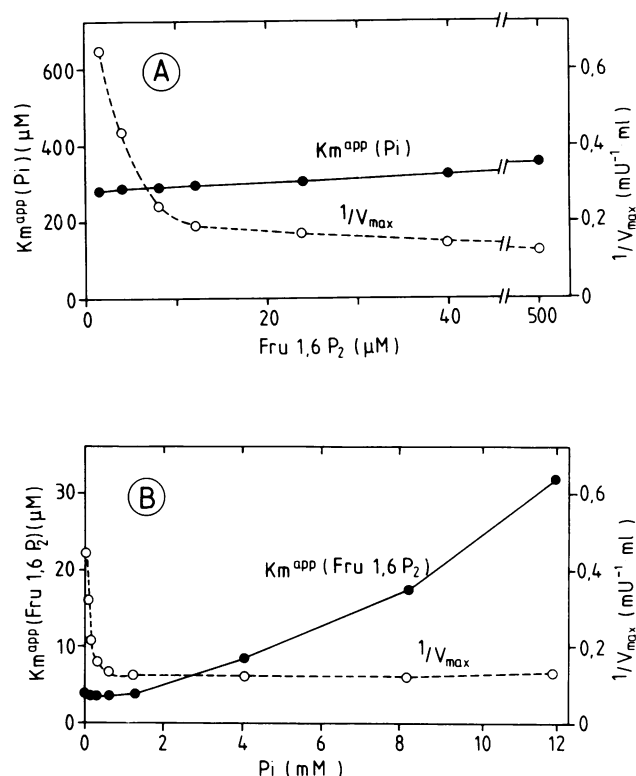 A
600
400
200
0
Km^app (Pi) (μM)
Km^app (Pi)
1/V_max
0,6
0,4
0,2
0
1/V_max (mU^-1 ml)
0
20
40
500
Fru 1,6 P_2 (μM)
B
30
20
10
0
Km^app (Fru 1,6 P_2) (μM)
Km^app (Fru 1,6 P_2)
1/V_max
0,6
0,4
0,2
0
1/V_max (mU^-1 ml)
0
2
4
6
8
10
12
Pi (mM)